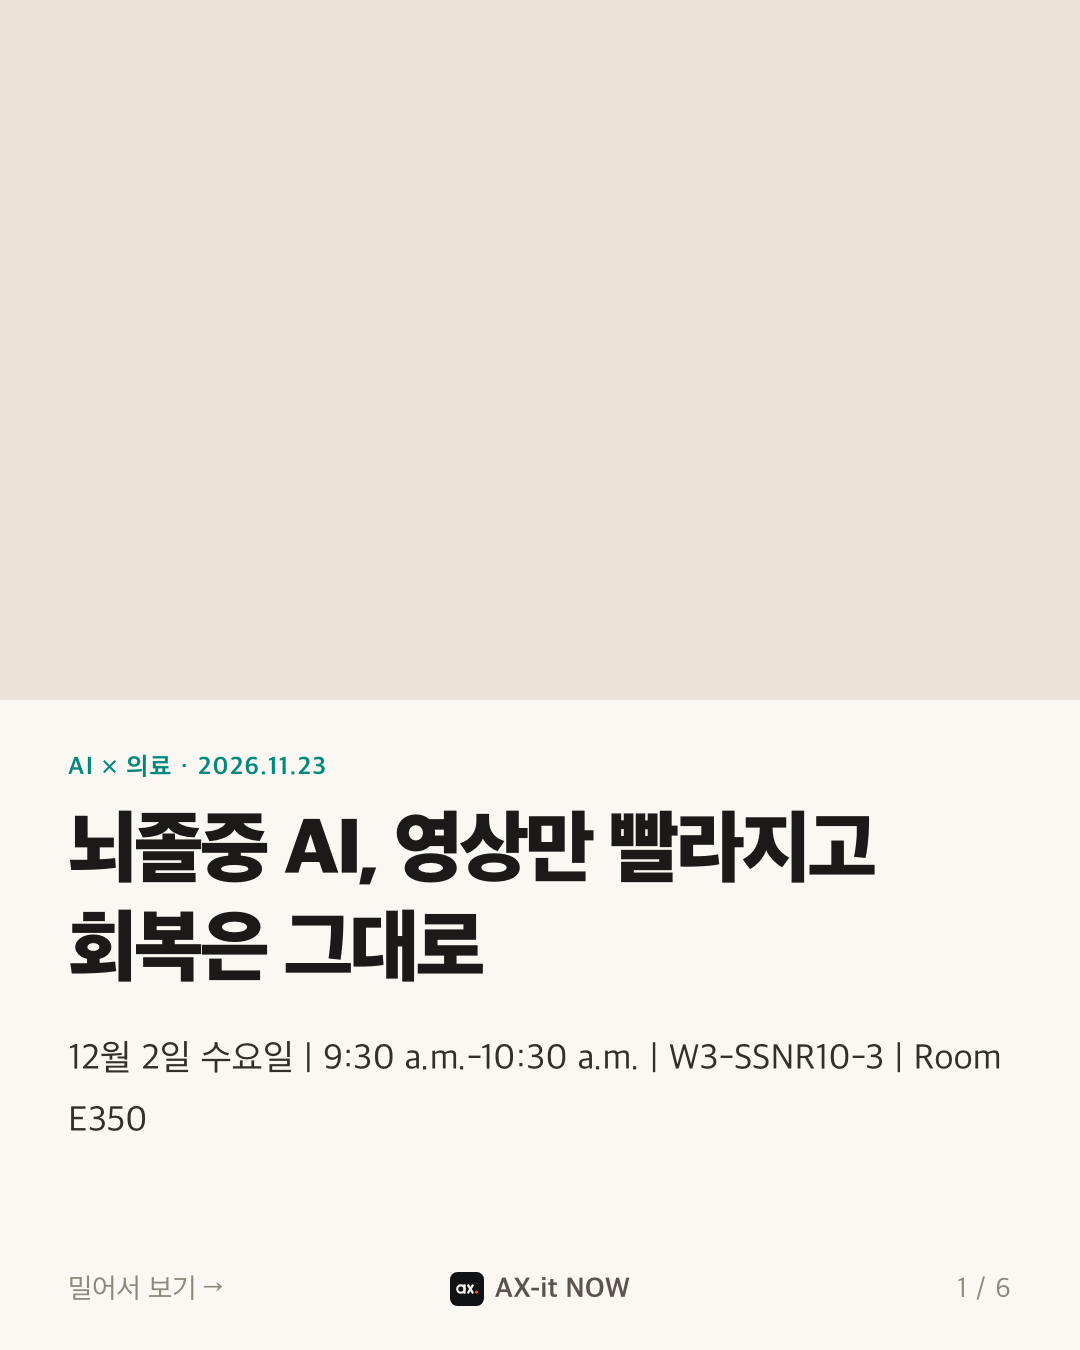 AI × 의료 · 2026.11.23
뇌졸중 AI, 영상만 빨라지고
회복은 그대로
12월 2일 수요일 | 9:30 a.m.-10:30 a.m. | W3-SSNR10-3 | Room
E350
밀어서 보기 → ax. AX-it NOW 1 / 6